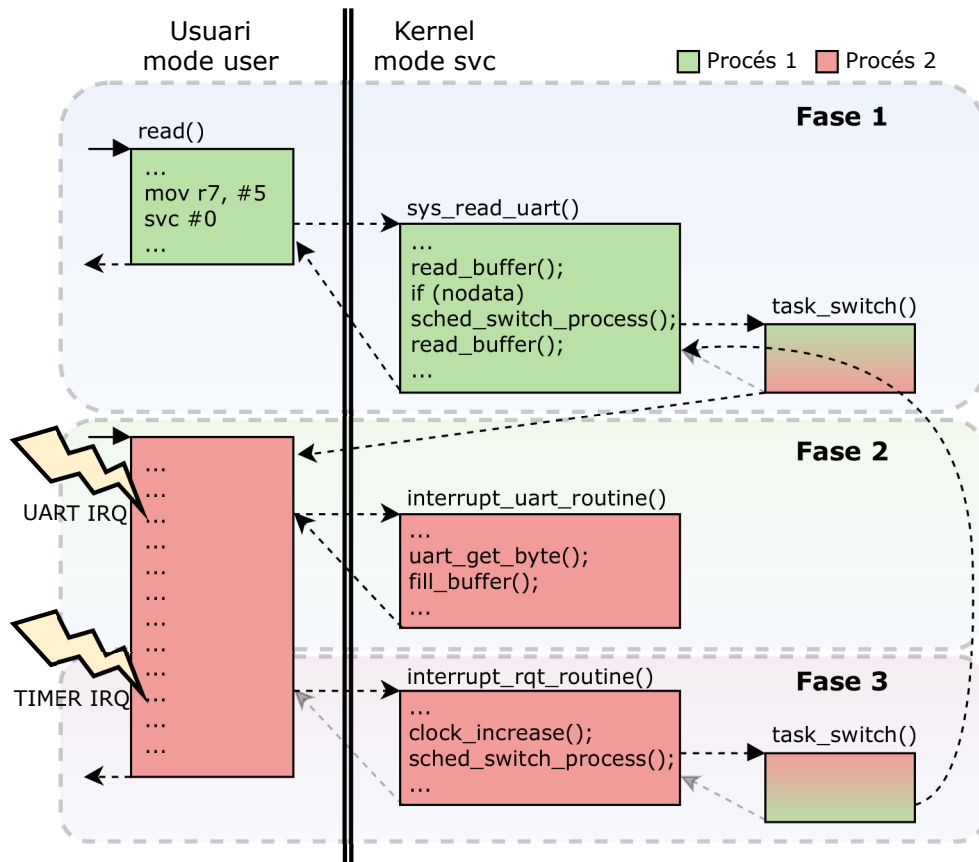 Usuari
mode user
Kernel
mode svc
Procés 1
Procés 2
Fase 1
read()
...
mov r7, #5
svc #0
...
sys_read_uart()
...
read_buffer();
if (nodata)
sched_switch_process();
read_buffer();
...
task_switch()
Fase 2
UART IRQ
...
...
...
...
...
...
...
...
...
...
...
...
interrupt_uart_routine()
...
uart_get_byte();
fill_buffer();
...
Fase 3
TIMER IRQ
interrupt_rqt_routine()
...
clock_increase();
sched_switch_process();
...
task_switch()